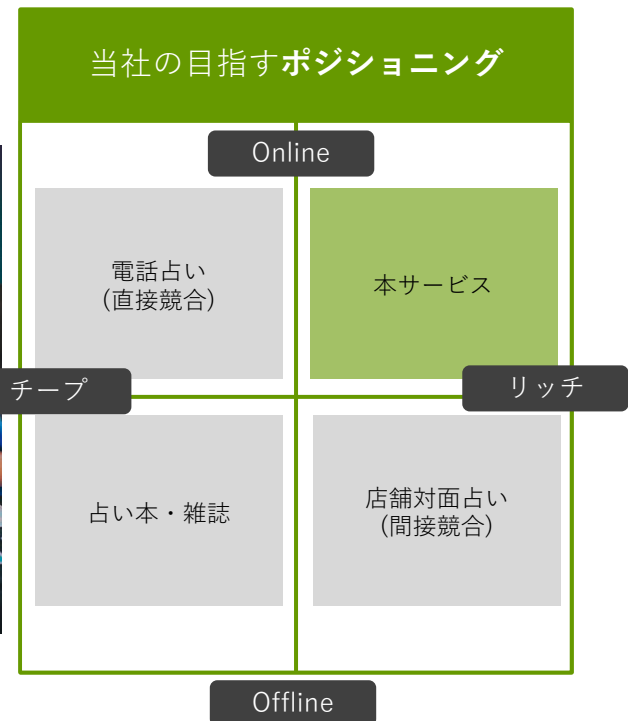 当社の目指すポジショニング
Online
電話占い
(直接競合)
本サービス
チープ
リッチ
占い本・雑誌
店舗対面占い
(間接競合)
Offline